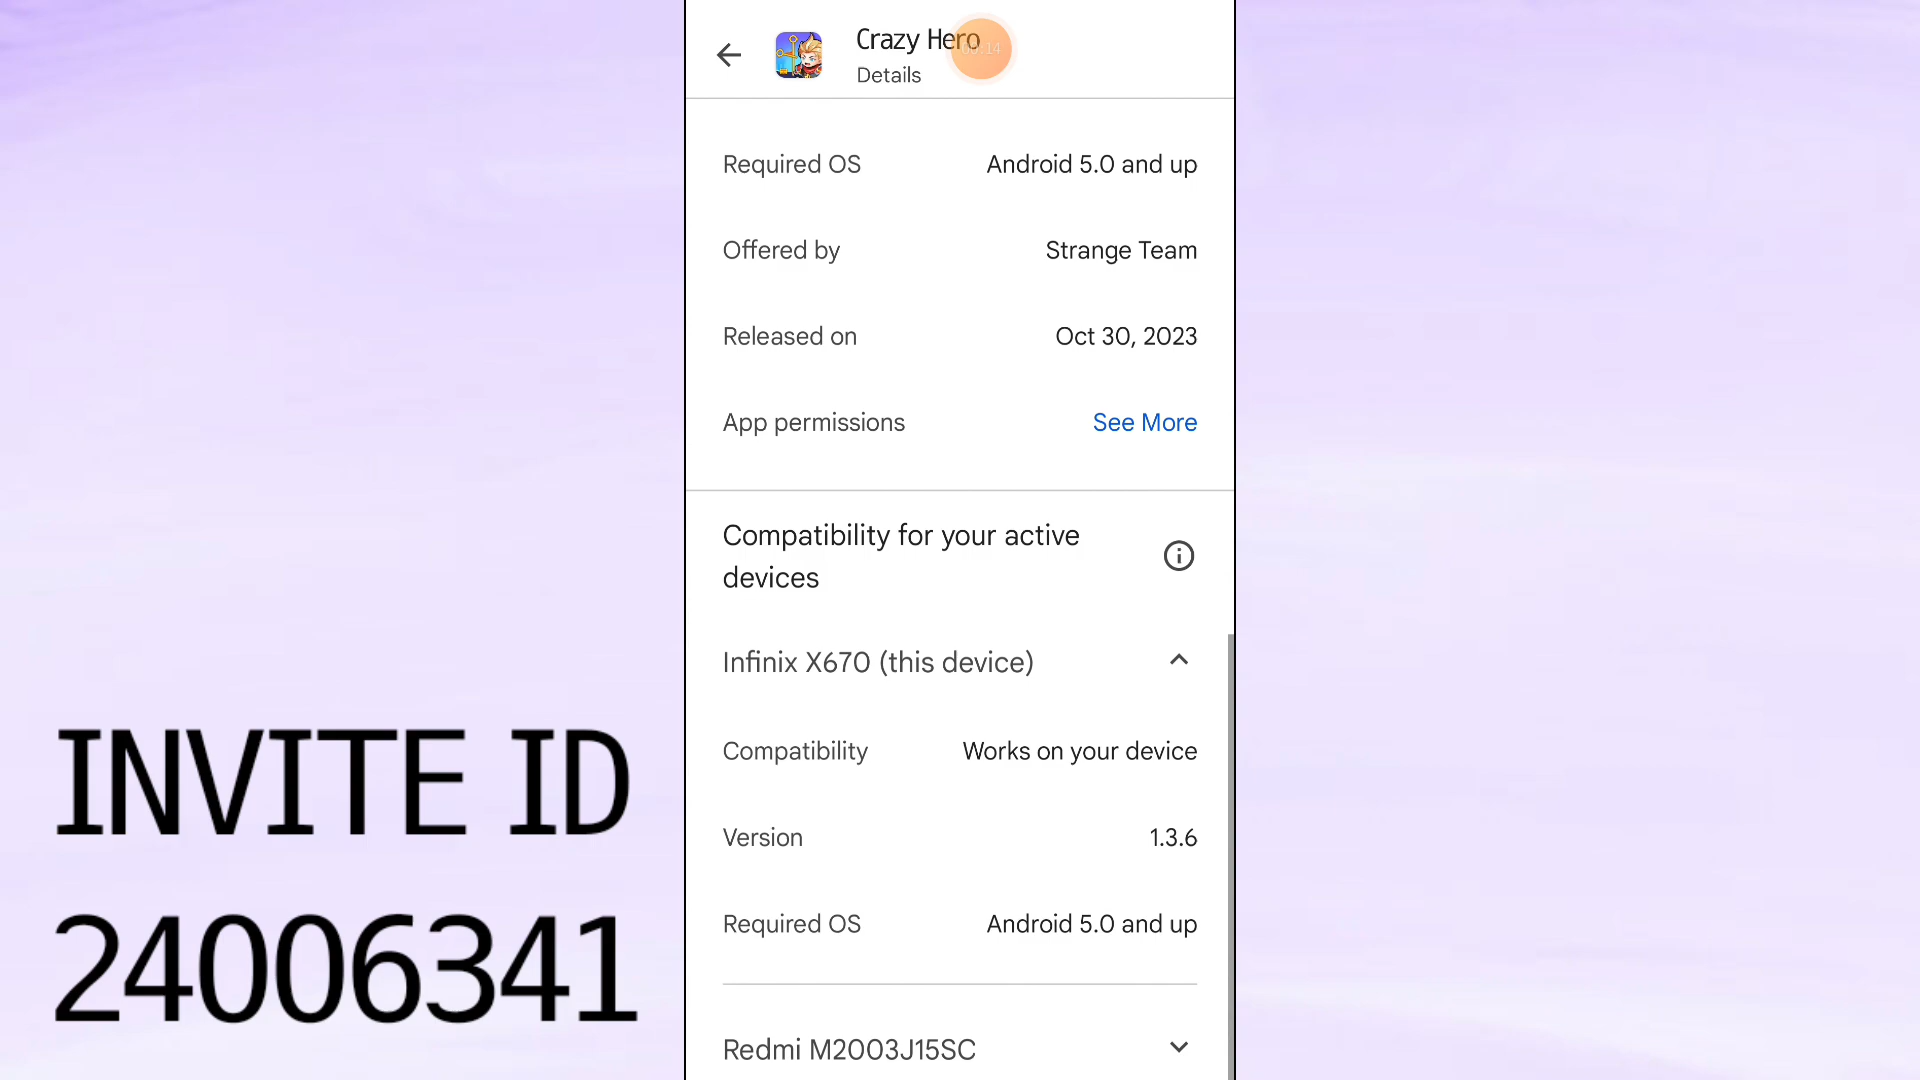 Crazy Hero
00:14
Details
Required OS Android 5.0 and up
Offered by Strange Team
Released on Oct 30, 2023
App permissions See More
Compatibility for your active
devices
Infinix X670 (this device)
Compatibility Works on your device
Version 1.3.6
Required OS Android 5.0 and up
Redmi M2003J15SC
INVITE ID
24006341